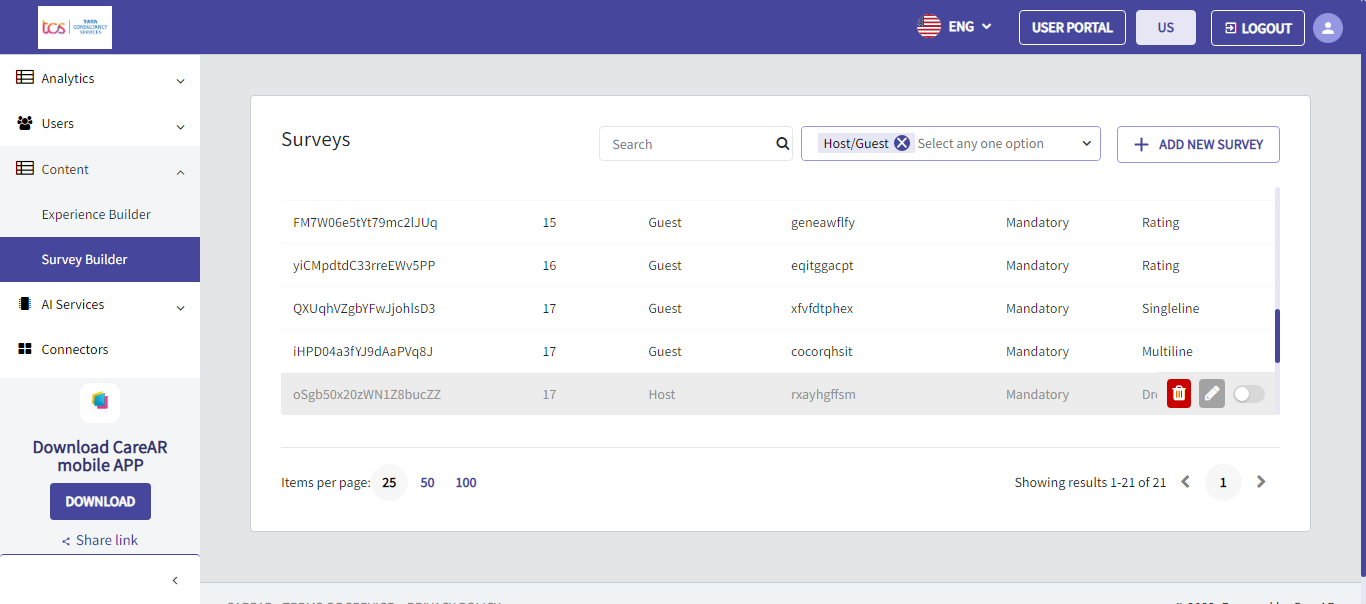 tcs TATA CONSULTANCY SERVICES
ENG
USER PORTAL
US
LOGOUT
Analytics
Users
Content
Experience Builder
Survey Builder
AI Services
Connectors
Download CareAR
mobile APP
DOWNLOAD
Share link
Surveys
Search
Host/Guest Select any one option
ADD NEW SURVEY
FM7W06e5tYt79mc2lJUq 15 Guest geneawflfy Mandatory Rating
yiCMpdtdC33rreEWv5PP 16 Guest eqitggacpt Mandatory Rating
QXUqhVZgbYFwJjohlsD3 17 Guest xfvfdtphex Mandatory Singleline
iHPD04a3fYJ9dAaPVq8J 17 Guest cocorqhsit Mandatory Multiline
oSgb50x20zWN1Z8bucZZ 17 Host rxayhgffsm Mandatory Dr
Items per page: 25 50 100
Showing results 1-21 of 21 1